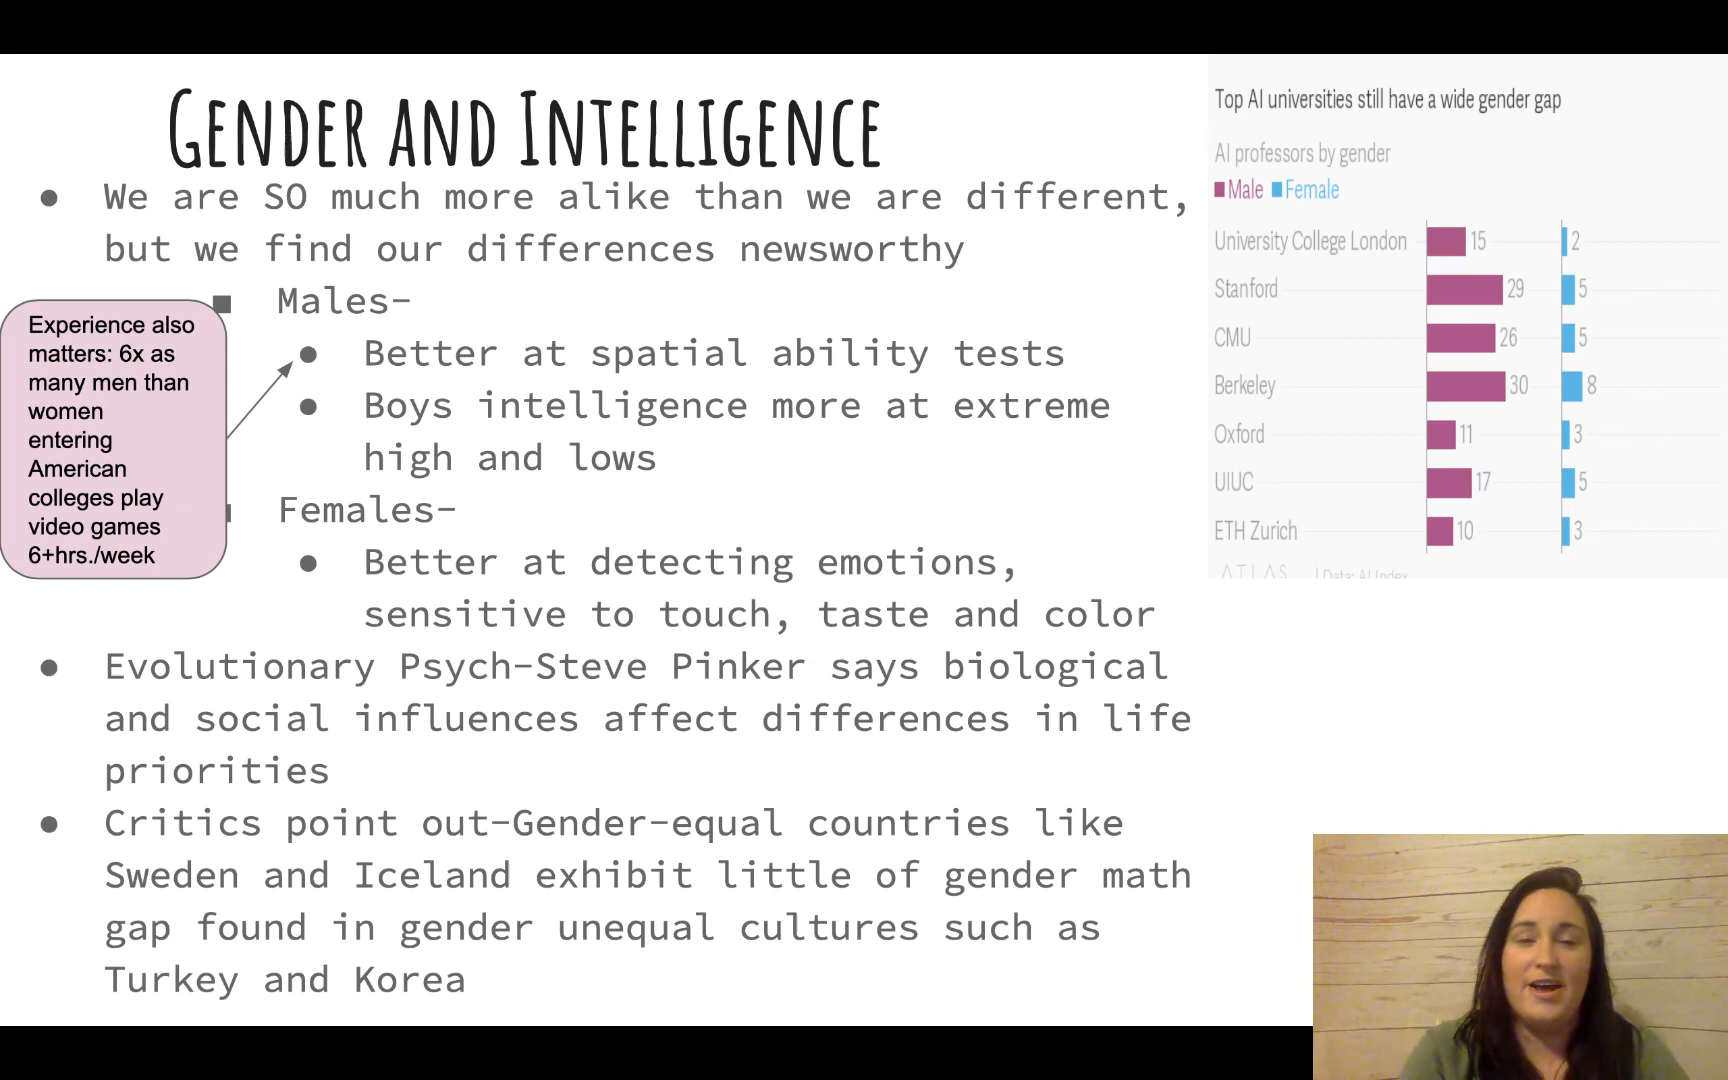 Gender and Intelligence
We are SO much more alike than we are different,
but we find our differences newsworthy
Males-
Better at spatial ability tests
Boys intelligence more at extreme
high and lows
Females-
Better at detecting emotions,
sensitive to touch, taste and color
Evolutionary Psych-Steve Pinker says biological
and social influences affect differences in life
priorities
Critics point out-Gender-equal countries like
Sweden and Iceland exhibit little of gender math
gap found in gender unequal cultures such as
Turkey and Korea
Experience also
matters: 6x as
many men than
women
entering
American
colleges play
video games
6+hrs./week
Top AI universities still have a wide gender gap
AI professors by gender
Male Female
University College London 15 2
Stanford 29 5
CMU 26 5
Berkeley 30 8
Oxford 11 3
UIUC 17 5
ETH Zurich 10 3
ATLAS | Data: AI Index